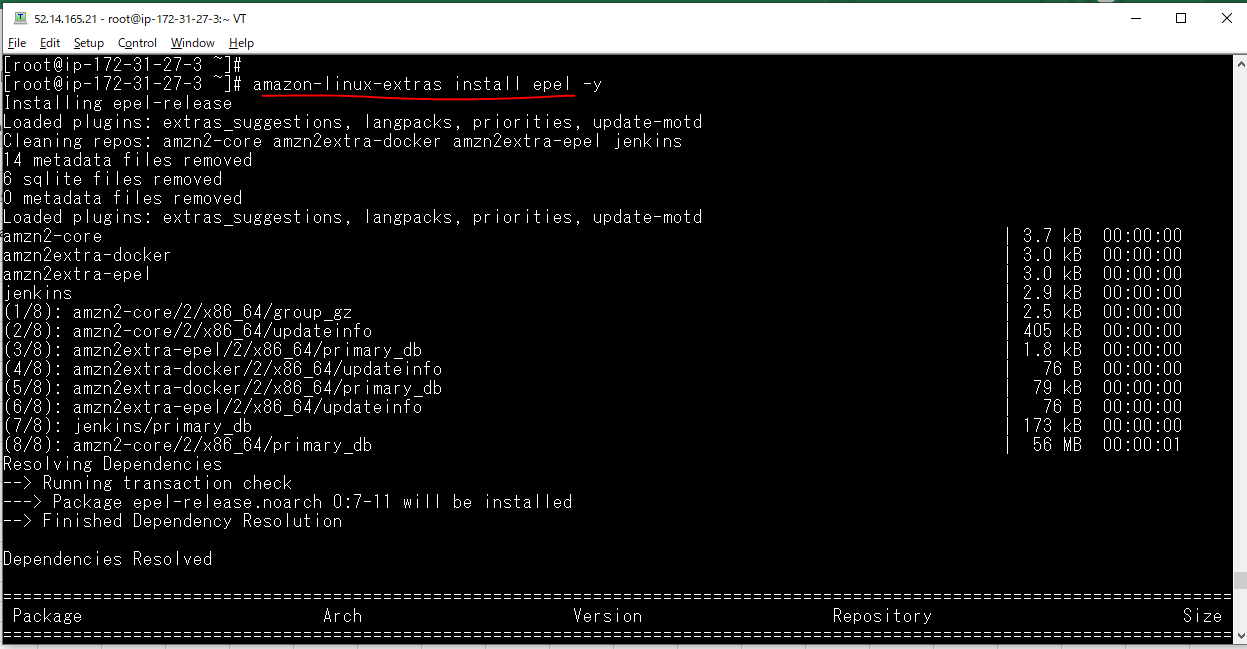 52.14.165.21 - root@ip-172-31-27-3:~ VT
File Edit Setup Control Window Help
[root@ip-172-31-27-3 ~]#
[root@ip-172-31-27-3 ~]# amazon-linux-extras install epel -y
Installing epel-release
Loaded plugins: extras_suggestions, langpacks, priorities, update-motd
Cleaning repos: amzn2-core amzn2extra-docker amzn2extra-epel jenkins
14 metadata files removed
6 sqlite files removed
0 metadata files removed
Loaded plugins: extras_suggestions, langpacks, priorities, update-motd
amzn2-core | 3.7 kB 00:00:00
amzn2extra-docker | 3.0 kB 00:00:00
amzn2extra-epel | 3.0 kB 00:00:00
jenkins | 2.9 kB 00:00:00
(1/8): amzn2-core/2/x86_64/group_gz | 2.5 kB 00:00:00
(2/8): amzn2-core/2/x86_64/updateinfo | 405 kB 00:00:00
(3/8): amzn2extra-epel/2/x86_64/primary_db | 1.8 kB 00:00:00
(4/8): amzn2extra-docker/2/x86_64/updateinfo | 76 B 00:00:00
(5/8): amzn2extra-docker/2/x86_64/primary_db | 79 kB 00:00:00
(6/8): amzn2extra-epel/2/x86_64/updateinfo | 76 B 00:00:00
(7/8): jenkins/primary_db | 173 kB 00:00:00
(8/8): amzn2-core/2/x86_64/primary_db | 56 MB 00:00:01
Resolving Dependencies
--> Running transaction check
---> Package epel-release.noarch 0:7-11 will be installed
--> Finished Dependency Resolution
Dependencies Resolved
================================================================================
Package Arch Version Repository Size
================================================================================